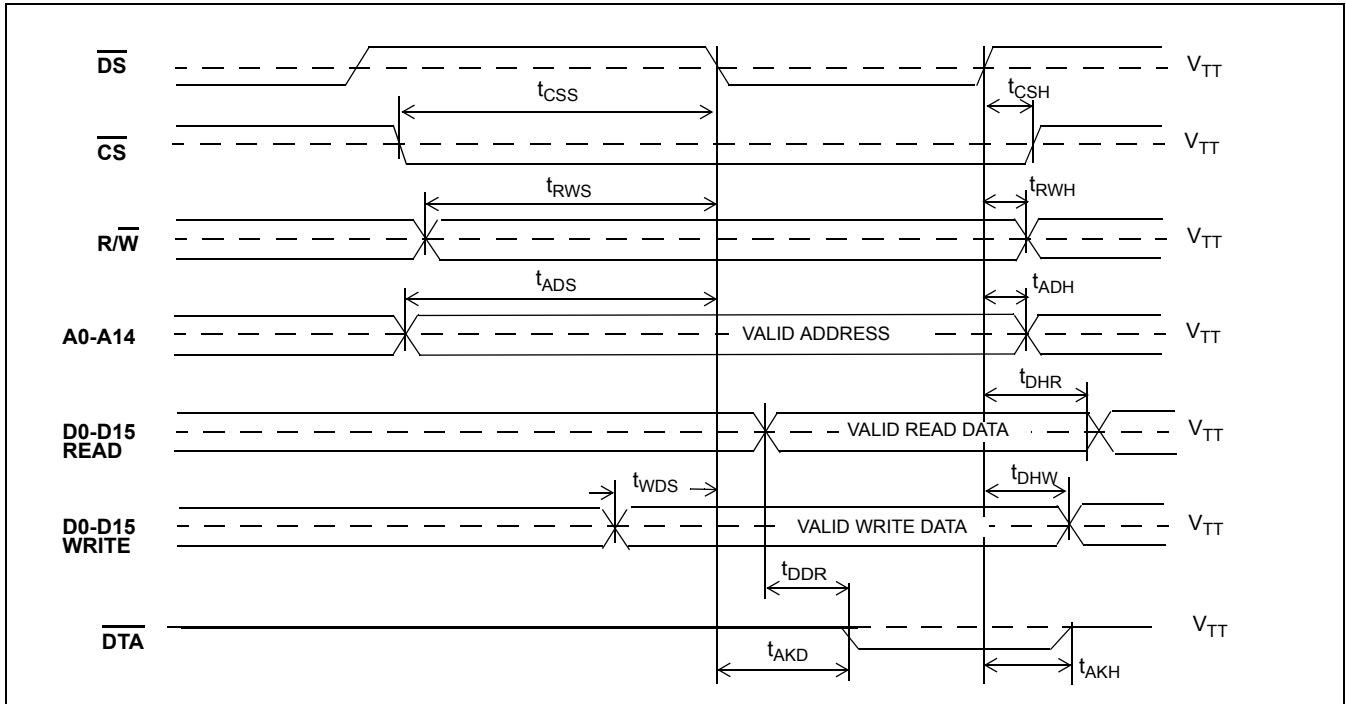 DS VTT
tCSS tCSH
CS VTT
tRWS tRWH
R/W VTT
tADS tADH
A0-A14 VALID ADDRESS VTT
tDHR
D0-D15 VALID READ DATA VTT
READ
tWDS tDHW
D0-D15 VALID WRITE DATA VTT
WRITE
tDDR
DTA VTT
tAKD tAKH